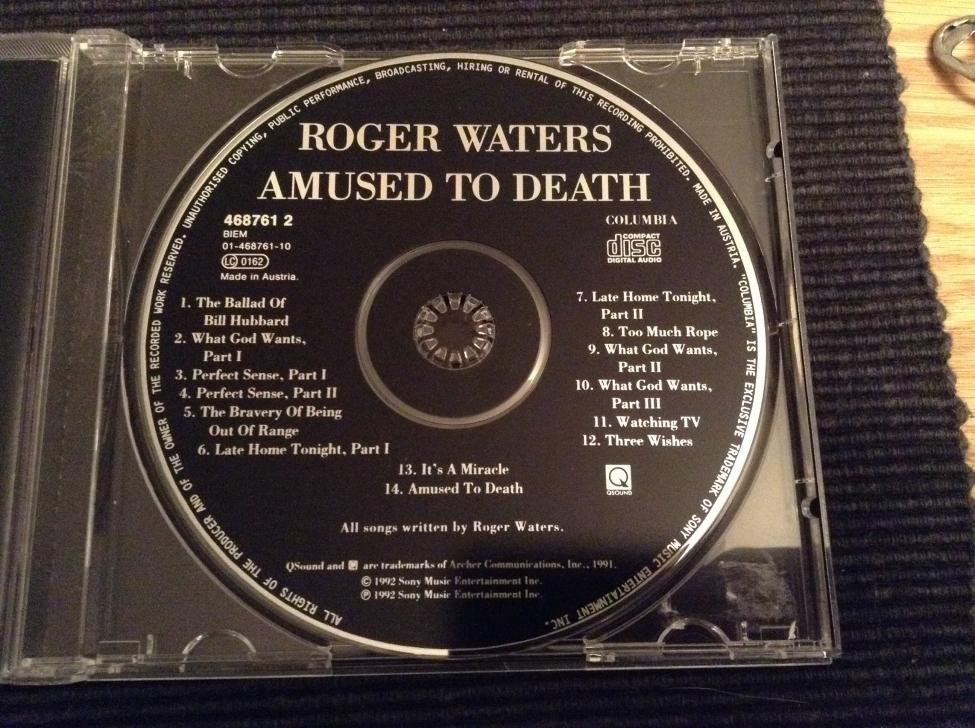 ROGER WATERS
AMUSED TO DEATH
468761 2
BIEM
01-468761-10
LC 0162
Made in Austria.
COLUMBIA
COMPACT
disc
DIGITAL AUDIO
1. The Ballad Of
Bill Hubbard
2. What God Wants,
Part I
3. Perfect Sense, Part I
4. Perfect Sense, Part II
5. The Bravery Of Being
Out Of Range
6. Late Home Tonight, Part I
7. Late Home Tonight,
Part II
8. Too Much Rope
9. What God Wants,
Part II
10. What God Wants,
Part III
11. Watching TV
12. Three Wishes
13. It's A Miracle
14. Amused To Death
Q
QSOUND
All songs written by Roger Waters.
QSound and Q are trademarks of Archer Communications, Inc., 1991.
© 1992 Sony Music Entertainment Inc.
℗ 1992 Sony Music Entertainment Inc.
ALL RIGHTS OF THE PRODUCER AND OF THE OWNER OF THE RECORDED WORK RESERVED. UNAUTHORISED COPYING, PUBLIC PERFORMANCE, BROADCASTING, HIRING OR RENTAL OF THIS RECORDING PROHIBITED. MADE IN AUSTRIA. "COLUMBIA" IS THE EXCLUSIVE TRADEMARK OF SONY MUSIC ENTERTAINMENT INC.